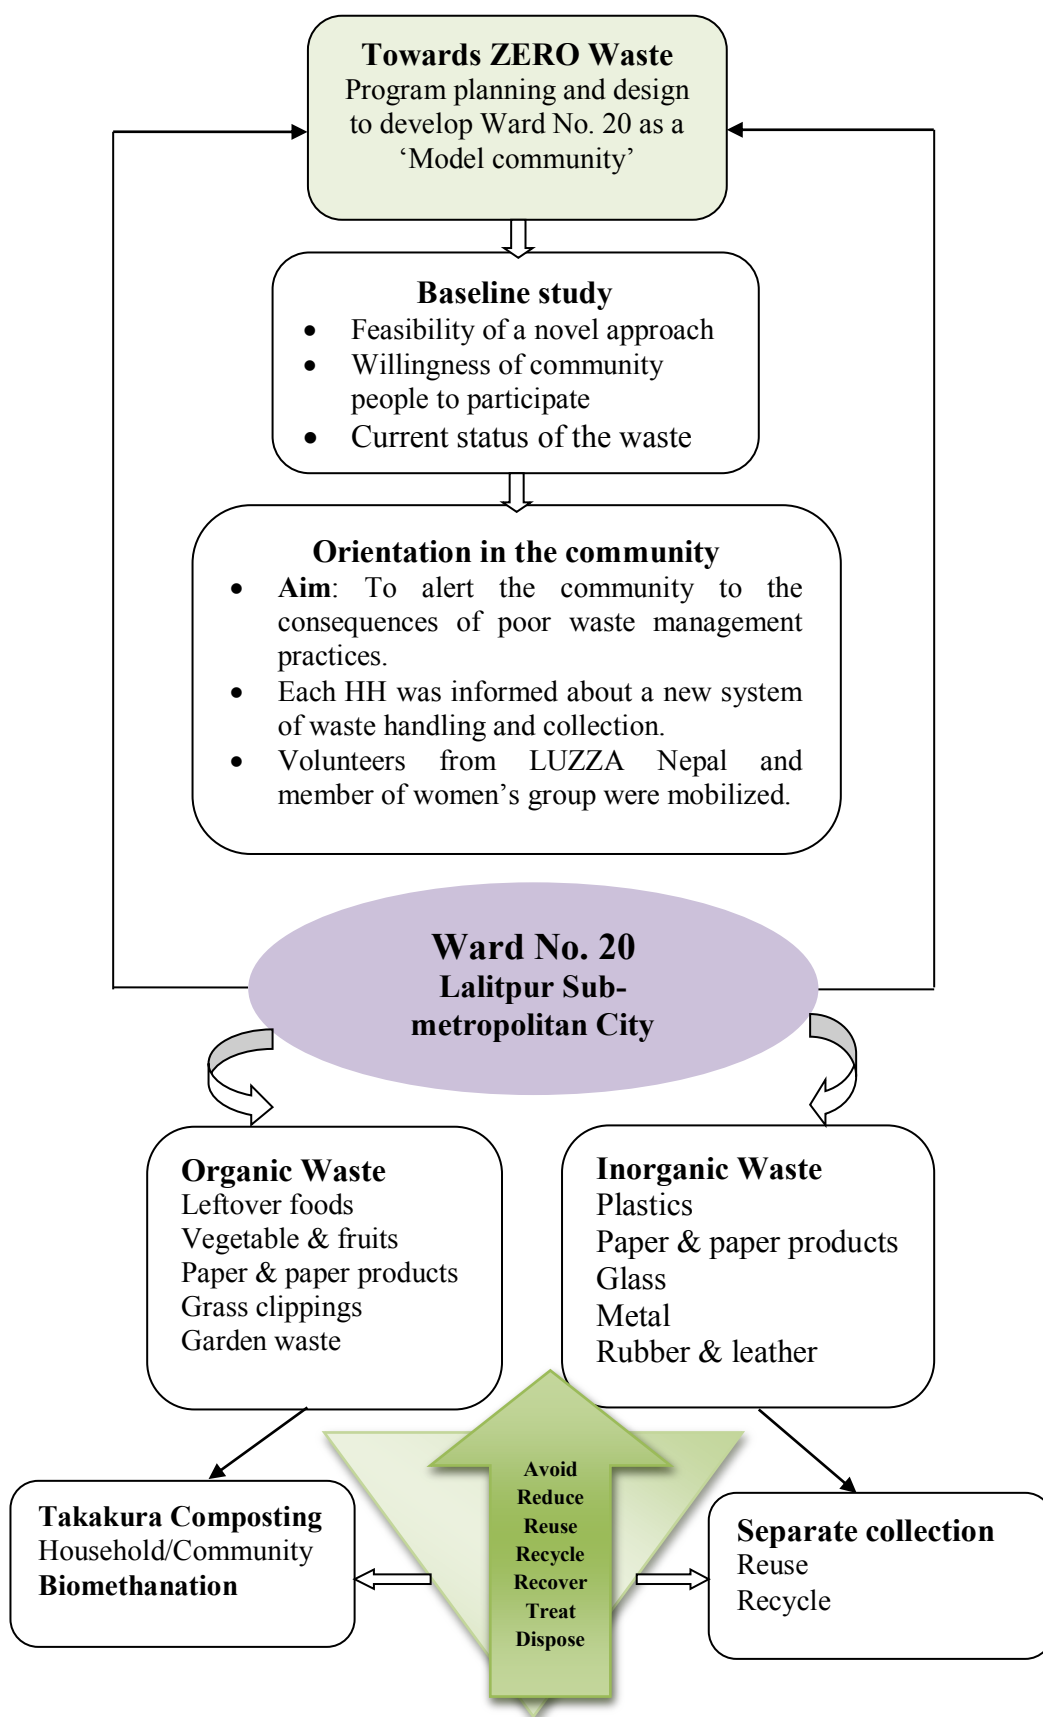 Towards ZERO Waste
Program planning and design
to develop Ward No. 20 as a
‘Model community’
Baseline study
• Feasibility of a novel approach
• Willingness of community
people to participate
• Current status of the waste
Orientation in the community
• Aim: To alert the community to the
consequences of poor waste management
practices.
• Each HH was informed about a new system
of waste handling and collection.
• Volunteers from LUZZA Nepal and
member of women’s group were mobilized.
Ward No. 20
Lalitpur Sub-
metropolitan City
Organic Waste
Leftover foods
Vegetable & fruits
Paper & paper products
Grass clippings
Garden waste
Inorganic Waste
Plastics
Paper & paper products
Glass
Metal
Rubber & leather
Takakura Composting
Household/Community
Biomethanation
Avoid
Reduce
Reuse
Recycle
Recover
Treat
Dispose
Separate collection
Reuse
Recycle